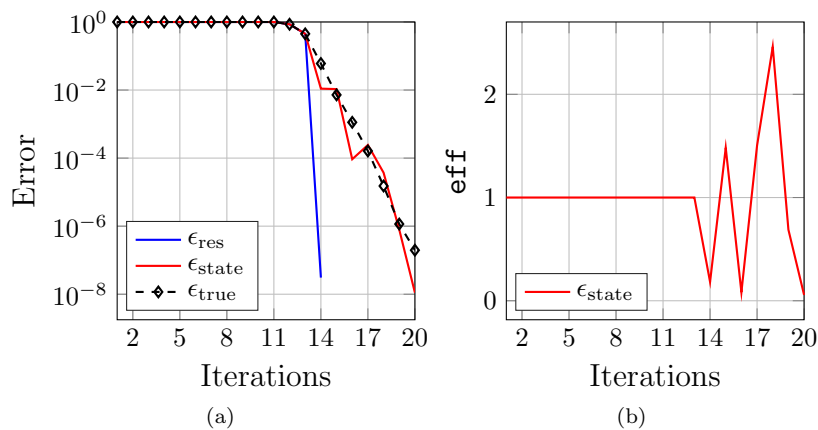 10^0
10^−2
10^−4
10^−6
10^−8
Error
ϵ_res
ϵ_state
ϵ_true
2 5 8 11 14 17 20
Iterations
(a)
2
1
0
eff
ϵ_state
2 5 8 11 14 17 20
Iterations
(b)